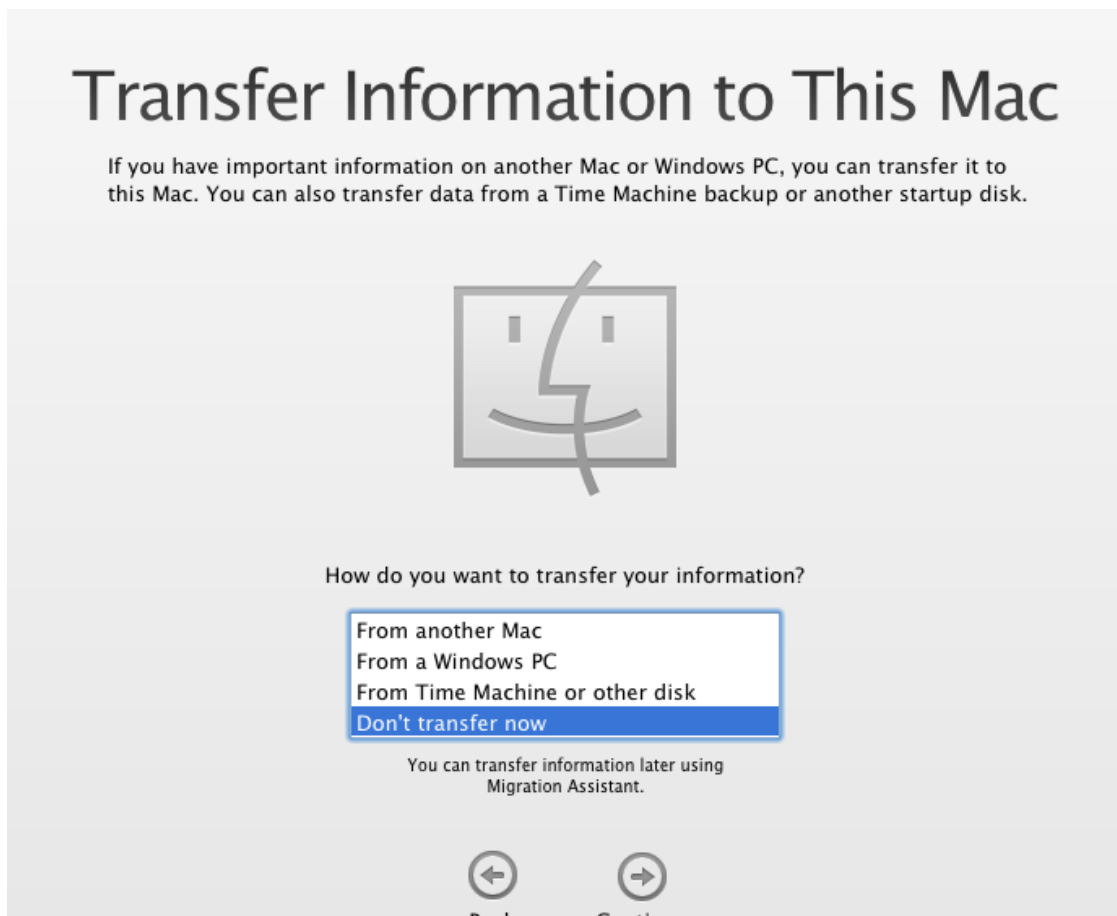 Transfer Information to This Mac
If you have important information on another Mac or Windows PC, you can transfer it to
this Mac. You can also transfer data from a Time Machine backup or another startup disk.
How do you want to transfer your information?
From another Mac
From a Windows PC
From Time Machine or other disk
Don't transfer now
You can transfer information later using
Migration Assistant.